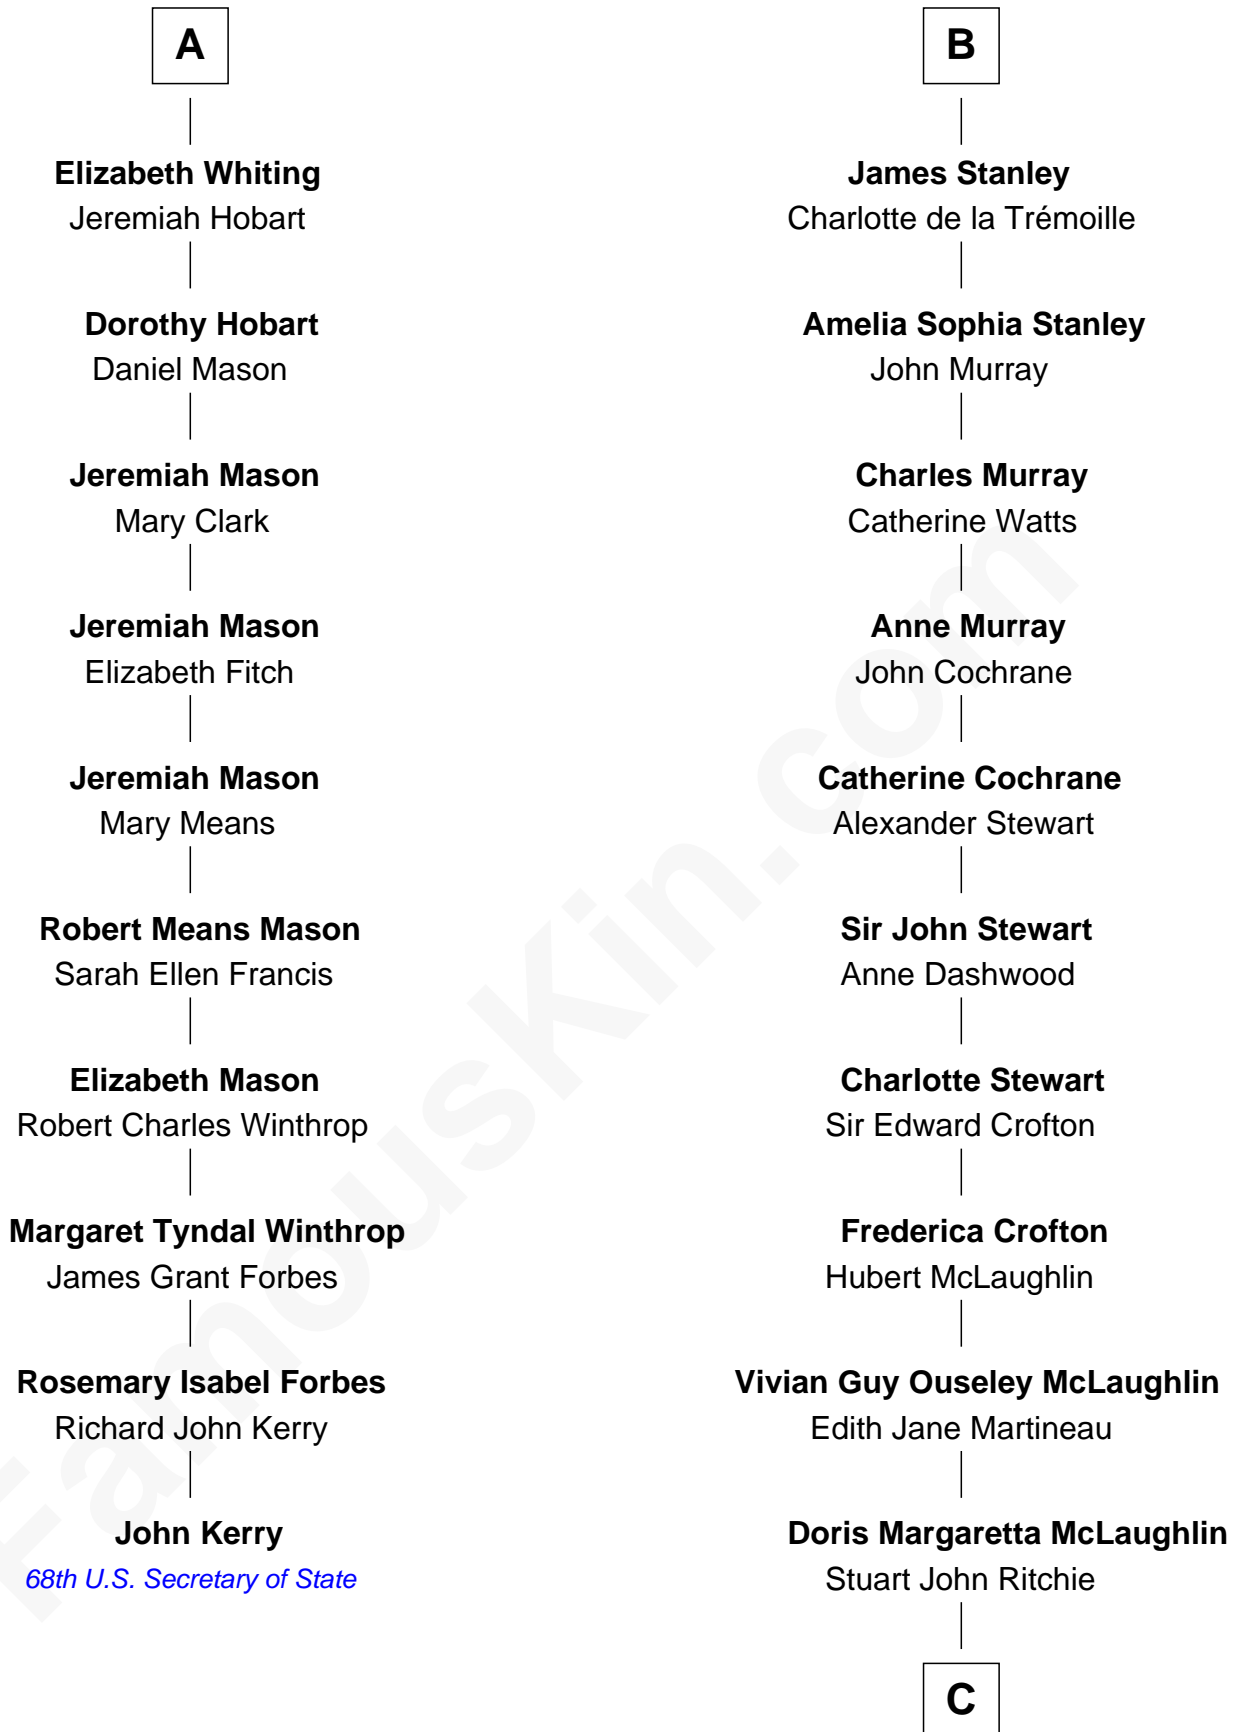 A
Elizabeth Whiting
Jeremiah Hobart
Dorothy Hobart
Daniel Mason
Jeremiah Mason
Mary Clark
Jeremiah Mason
Elizabeth Fitch
Jeremiah Mason
Mary Means
Robert Means Mason
Sarah Ellen Francis
Elizabeth Mason
Robert Charles Winthrop
Margaret Tyndal Winthrop
James Grant Forbes
Rosemary Isabel Forbes
Richard John Kerry
John Kerry
68th U.S. Secretary of State
B
James Stanley
Charlotte de la Trémoille
Amelia Sophia Stanley
John Murray
Charles Murray
Catherine Watts
Anne Murray
John Cochrane
Catherine Cochrane
Alexander Stewart
Sir John Stewart
Anne Dashwood
Charlotte Stewart
Sir Edward Crofton
Frederica Crofton
Hubert McLaughlin
Vivian Guy Ouseley McLaughlin
Edith Jane Martineau
Doris Margaretta McLaughlin
Stuart John Ritchie
C
FamousKin.com